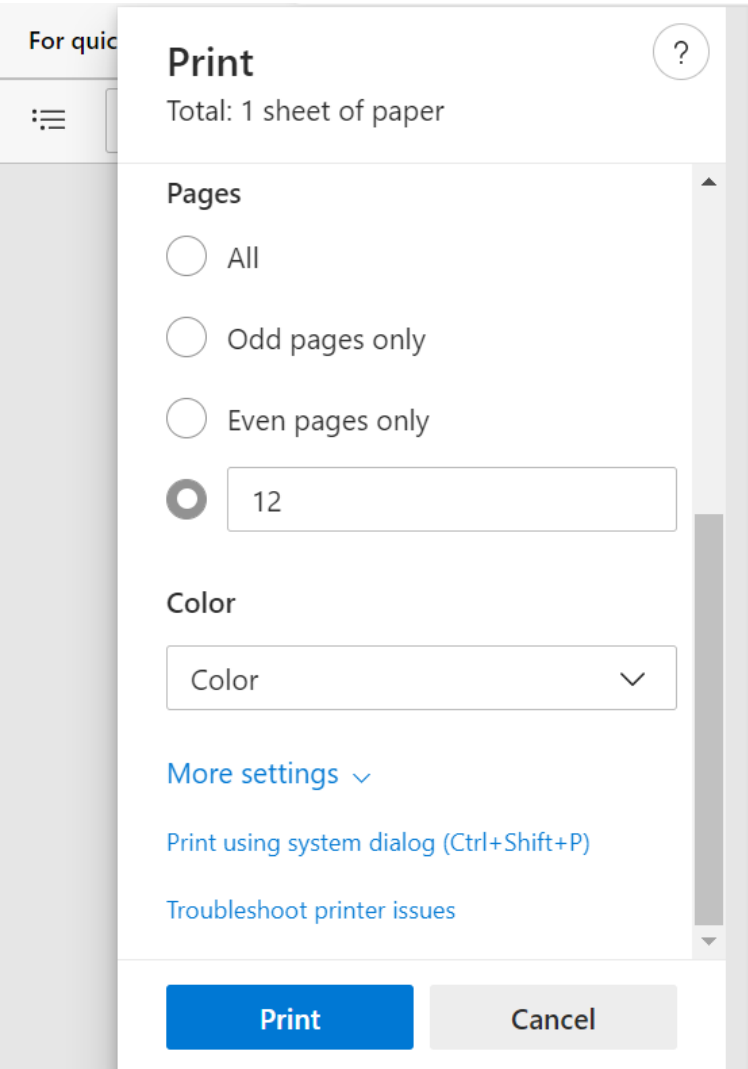 For quic
Print
?
Total: 1 sheet of paper
Pages
All
Odd pages only
Even pages only
12
Color
Color
More settings
Print using system dialog (Ctrl+Shift+P)
Troubleshoot printer issues
Print
Cancel